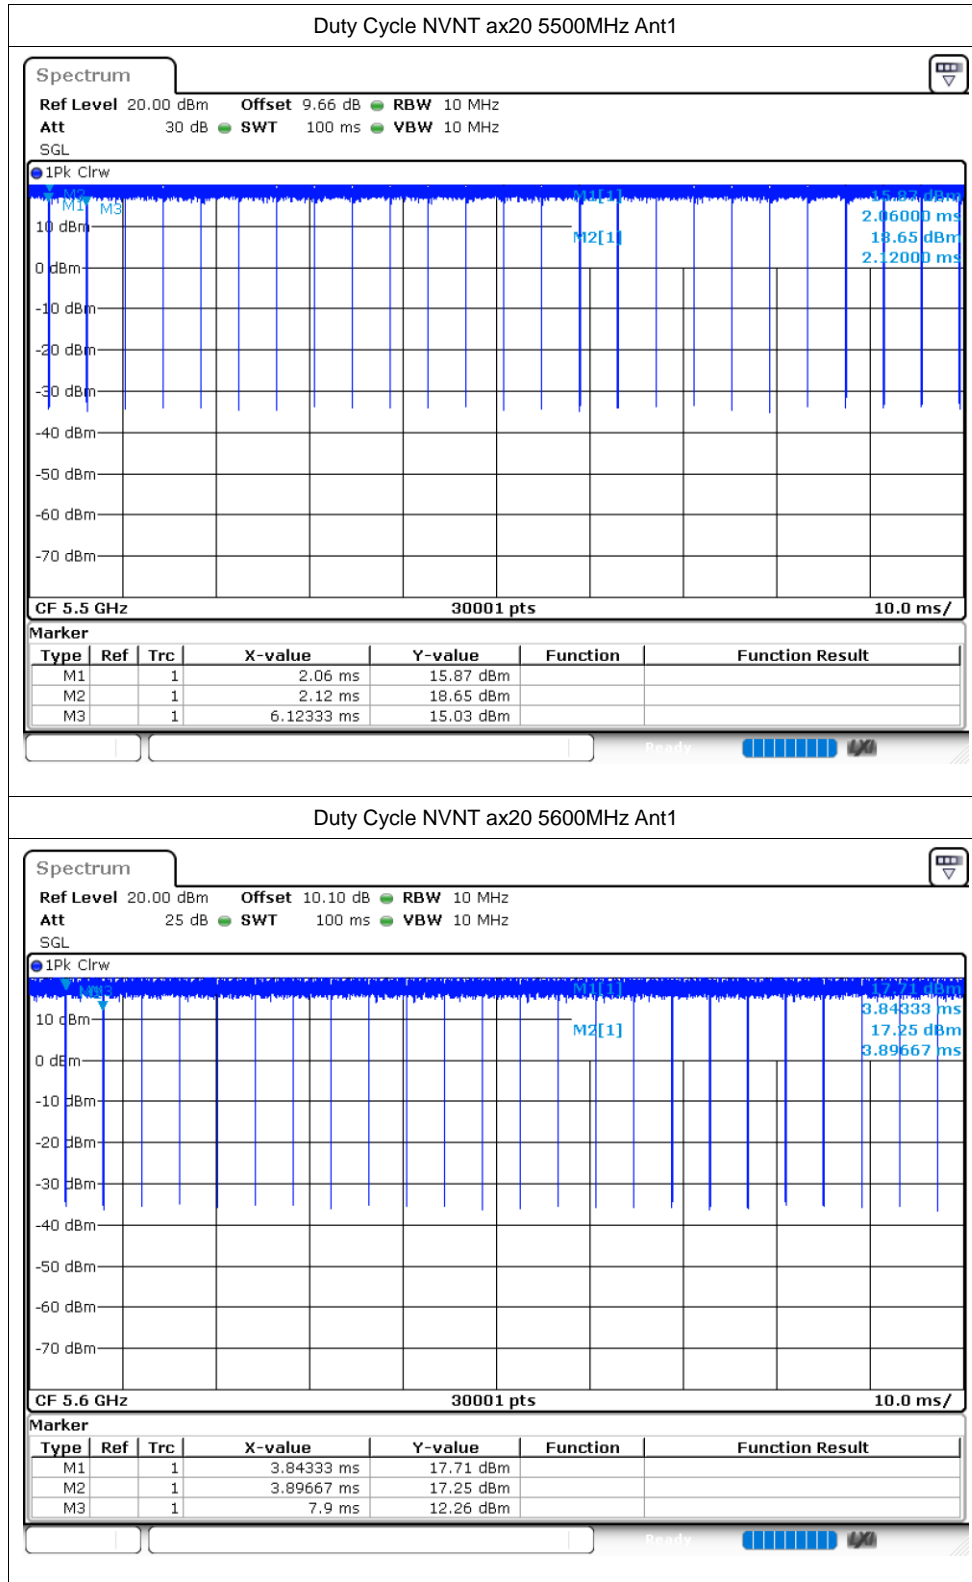 Duty Cycle NVNT ax20 5500MHz Ant1
Spectrum
Ref Level 20.00 dBm Offset 9.66 dB RBW 10 MHz
Att 30 dB SWT 100 ms VBW 10 MHz
SGL
1Pk Clrw
M2 M1[1] 15.87 dBm
M1 M3 2.06000 ms
10 dBm M2[1] 18.65 dBm
0 dBm 2.12000 ms
-10 dBm
-20 dBm
-30 dBm
-40 dBm
-50 dBm
-60 dBm
-70 dBm
CF 5.5 GHz 30001 pts 10.0 ms/
Marker
Type Ref Trc X-value Y-value Function Function Result
M1 1 2.06 ms 15.87 dBm
M2 1 2.12 ms 18.65 dBm
M3 1 6.12333 ms 15.03 dBm
Ready LXI
Duty Cycle NVNT ax20 5600MHz Ant1
Spectrum
Ref Level 20.00 dBm Offset 10.10 dB RBW 10 MHz
Att 25 dB SWT 100 ms VBW 10 MHz
SGL
1Pk Clrw
M1[1] 17.71 dBm
3.84333 ms
10 dBm M2[1] 17.25 dBm
0 dBm 3.89667 ms
-10 dBm
-20 dBm
-30 dBm
-40 dBm
-50 dBm
-60 dBm
-70 dBm
CF 5.6 GHz 30001 pts 10.0 ms/
Marker
Type Ref Trc X-value Y-value Function Function Result
M1 1 3.84333 ms 17.71 dBm
M2 1 3.89667 ms 17.25 dBm
M3 1 7.9 ms 12.26 dBm
Ready LXI